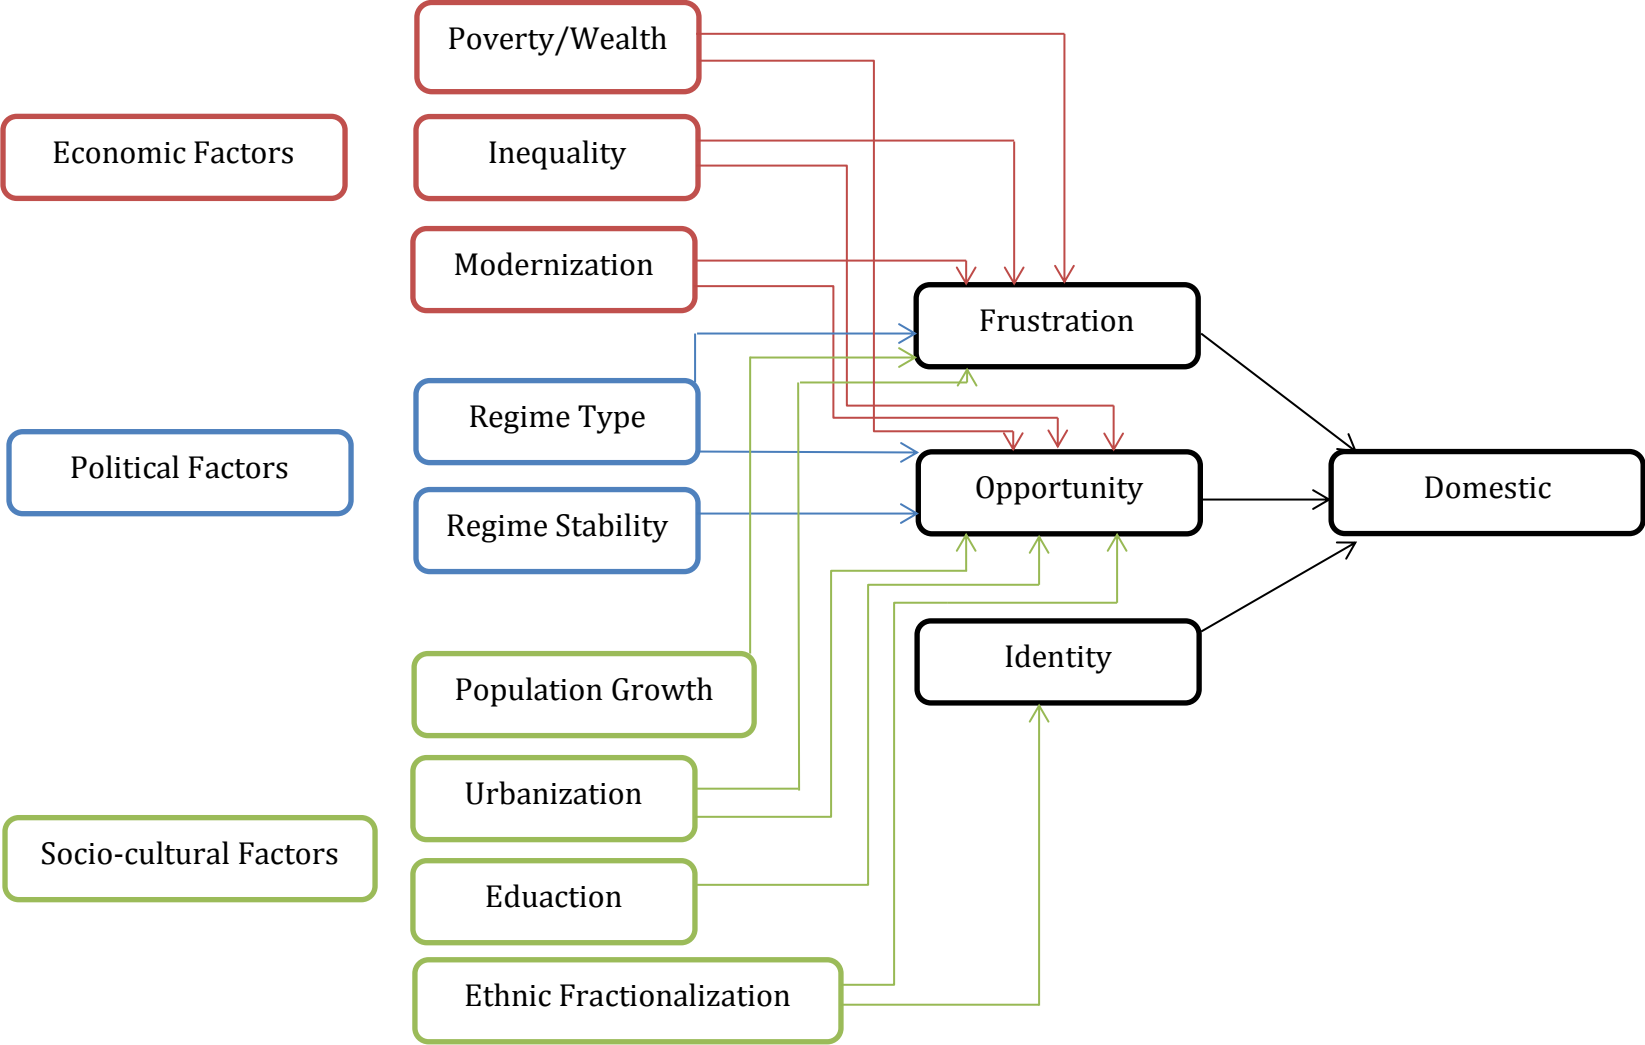 Poverty/Wealth
Economic Factors
Inequality
Modernization
Frustration
Regime Type
Political Factors
Opportunity
Domestic
Regime Stability
Identity
Population Growth
Urbanization
Socio-cultural Factors
Eduaction
Ethnic Fractionalization